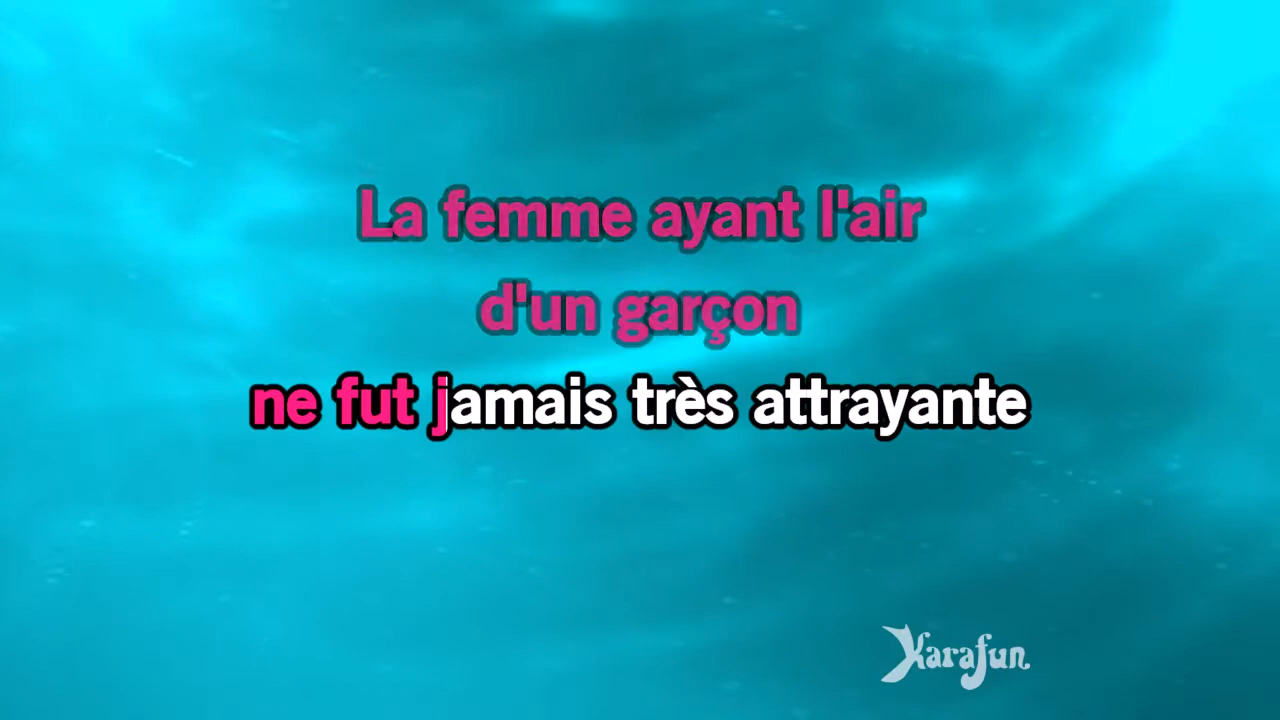 La femme ayant l'air
d'un garçon
ne fut jamais très attrayante
Karafun